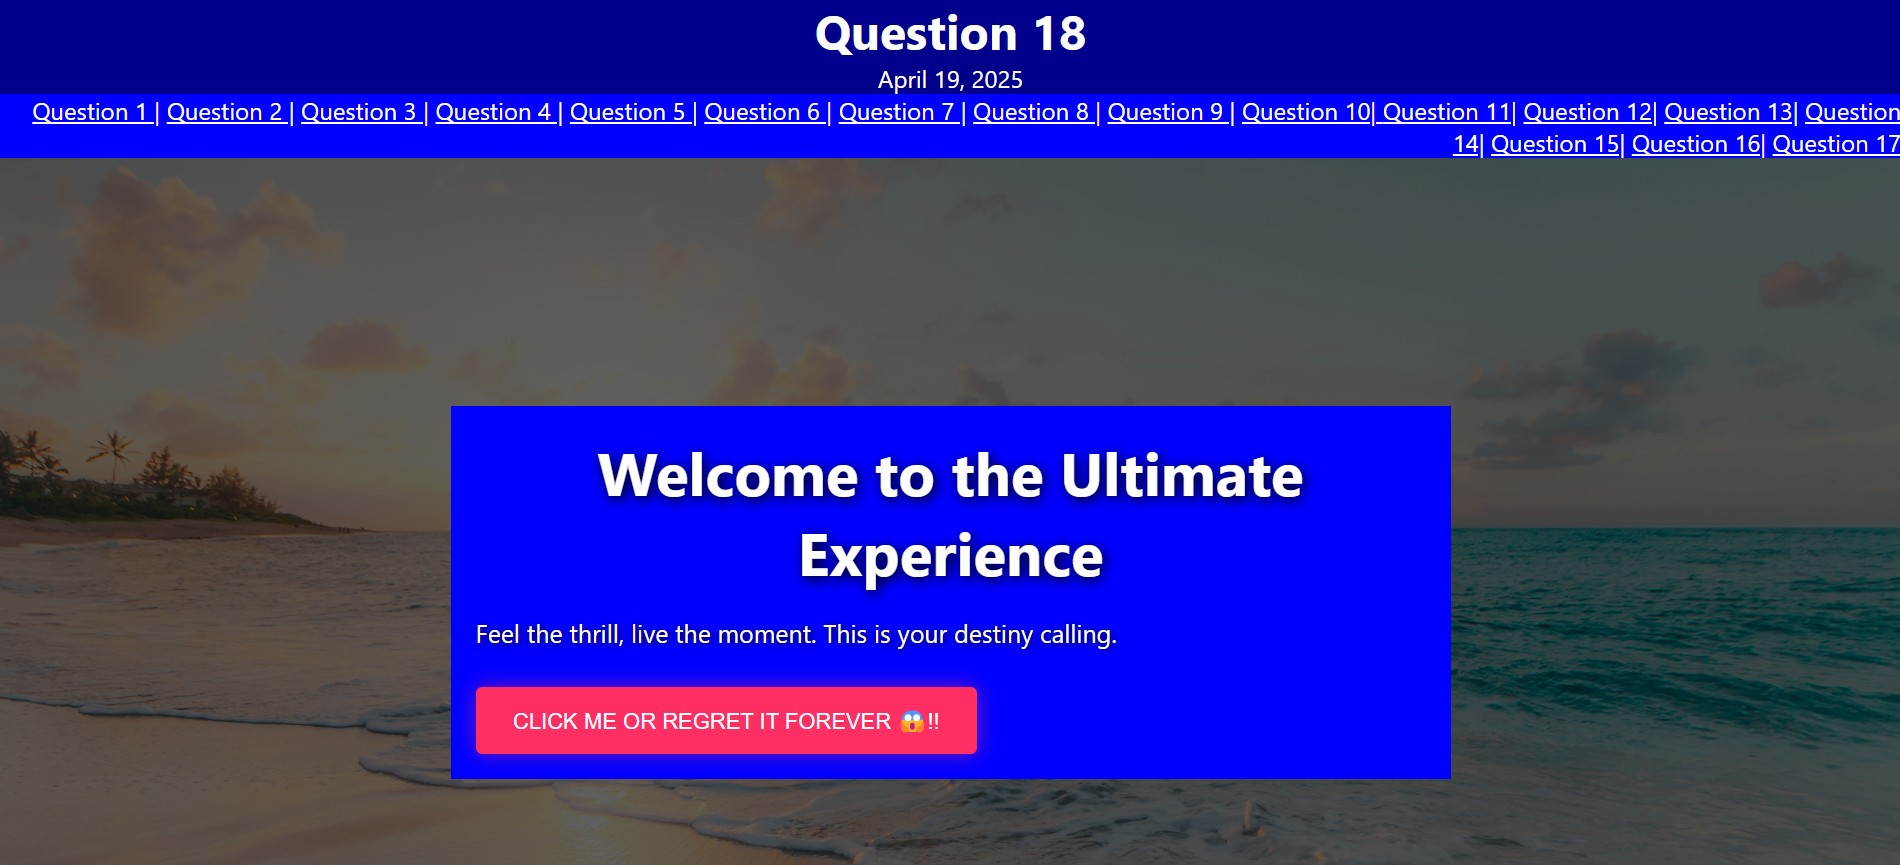 Question 18
April 19, 2025
Question 1 | Question 2 | Question 3 | Question 4 | Question 5 | Question 6 | Question 7 | Question 8 | Question 9 | Question 10| Question 11| Question 12| Question 13| Question
14| Question 15| Question 16| Question 17
Welcome to the Ultimate
Experience
Feel the thrill, live the moment. This is your destiny calling.
CLICK ME OR REGRET IT FOREVER 😱!!